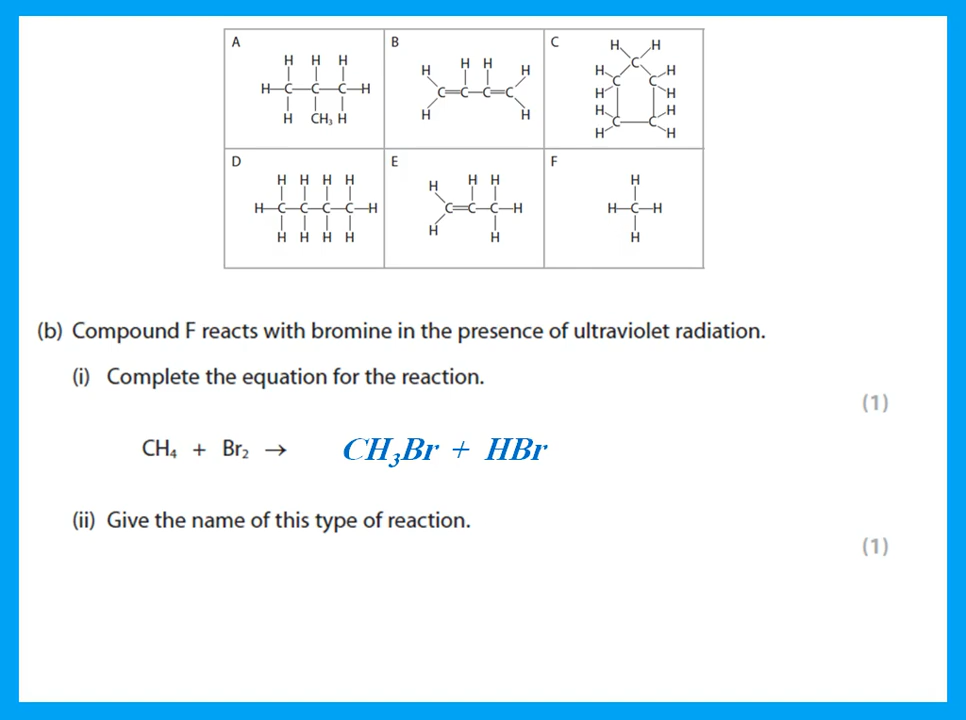 A B C
H H H
H—C—C—C—H
H CH₃ H
H H H H
C=C—C=C
H H
H H
H C H
H C C H
H H
H C C H
H H
D E F
H H H H
H—C—C—C—C—H
H H H H
H H H
C=C—C—H
H H
H
H—C—H
H
(b) Compound F reacts with bromine in the presence of ultraviolet radiation.
(i) Complete the equation for the reaction.
(1)
CH₄ + Br₂ → CH₃Br + HBr
(ii) Give the name of this type of reaction.
(1)